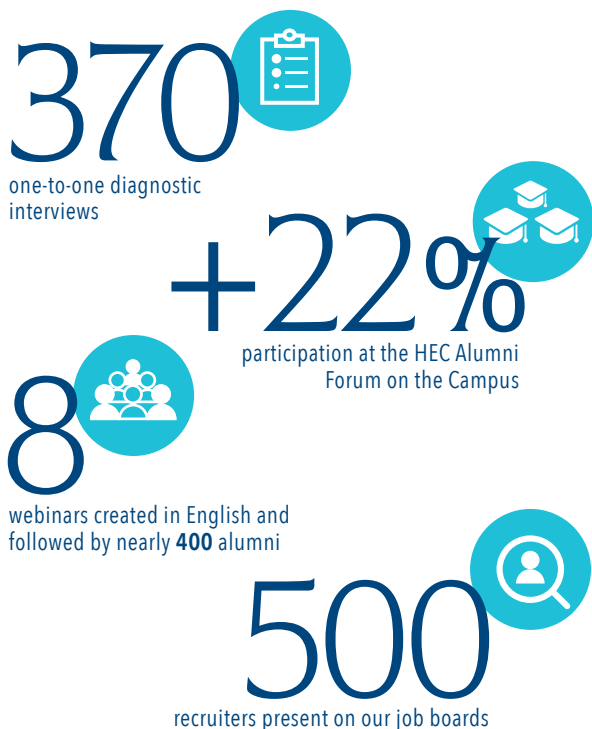 370
one-to-one diagnostic
interviews
+22%
participation at the HEC Alumni
Forum on the Campus
8
webinars created in English and
followed by nearly 400 alumni
500
recruiters present on our job boards